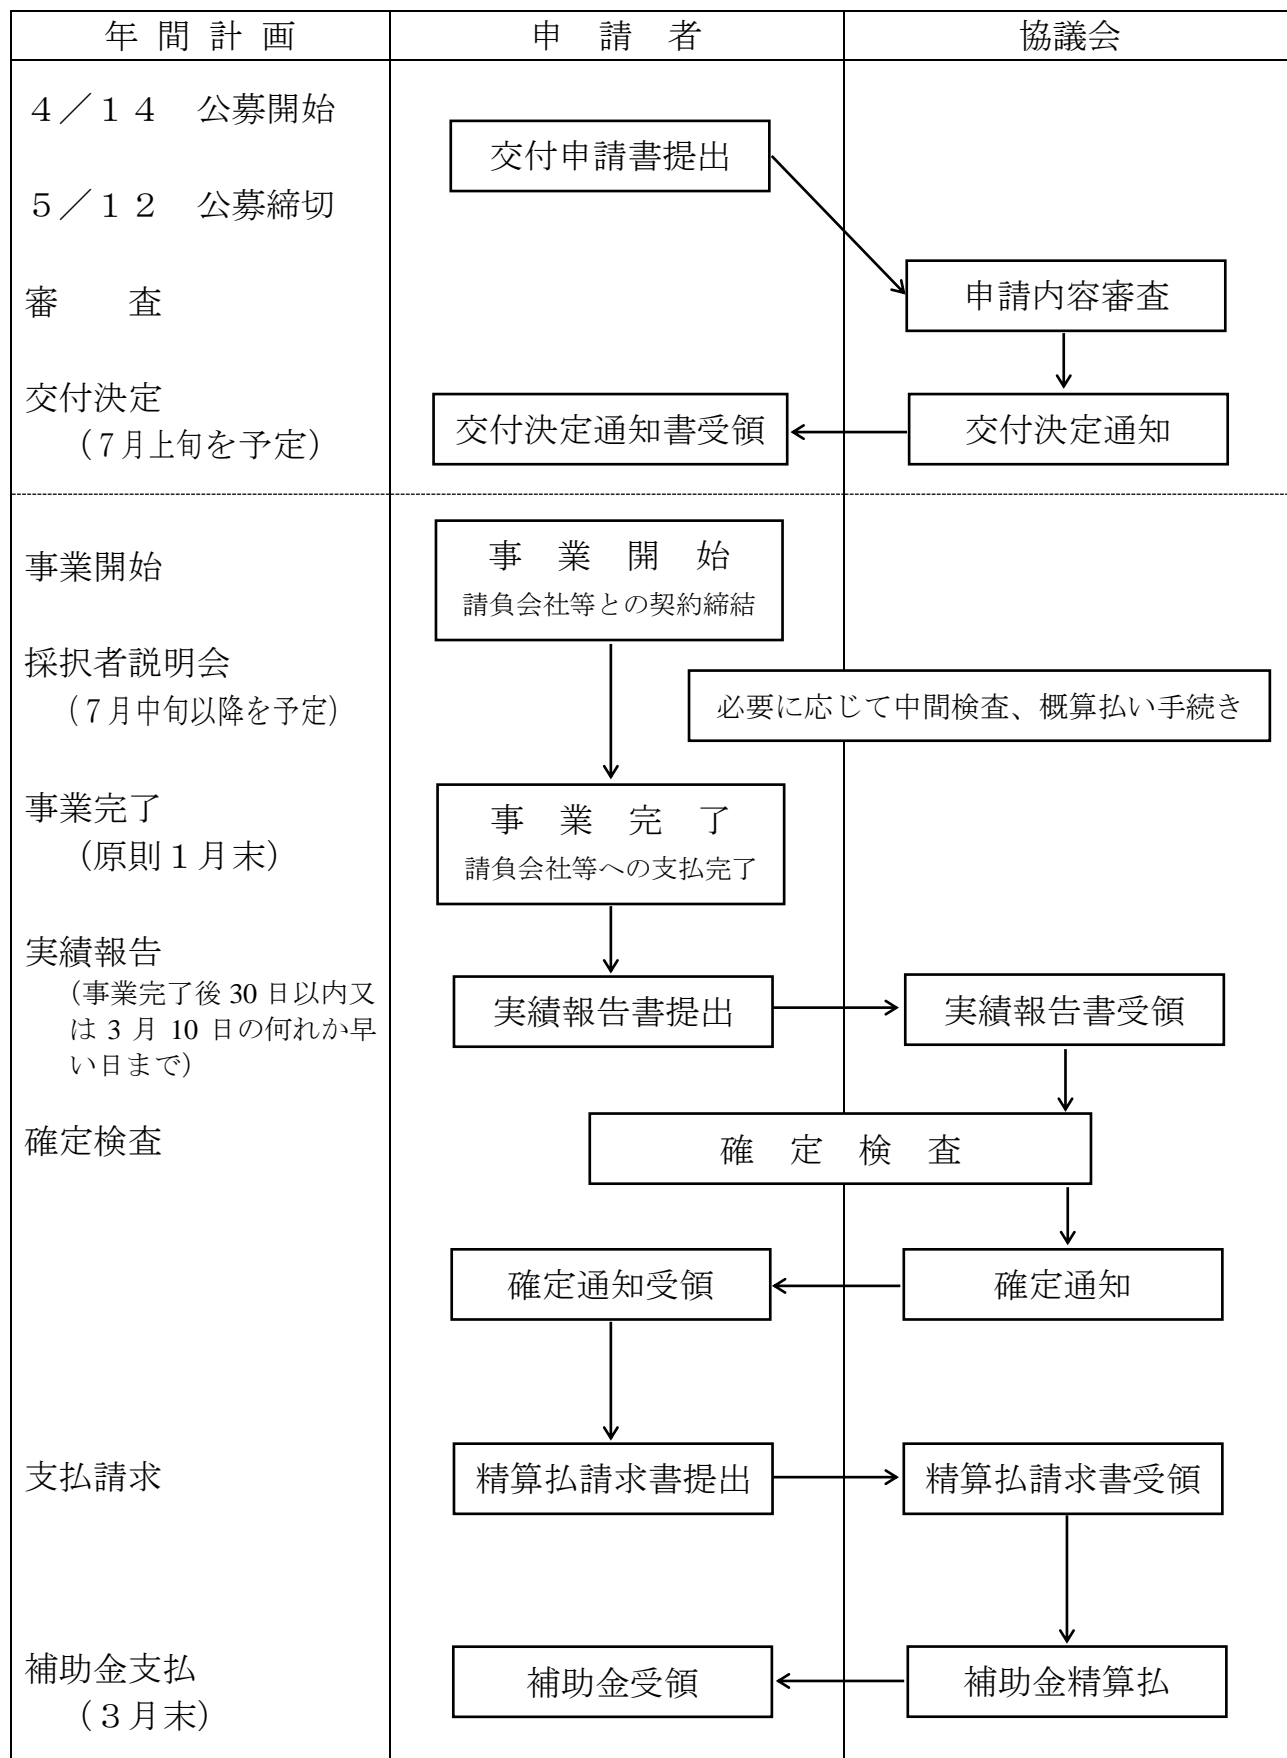 年間計画
申請者
協議会
４／１４　公募開始
交付申請書提出
５／１２　公募締切
審　　査
申請内容審査
交付決定
（７月上旬を予定）
交付決定通知書受領
交付決定通知
事業開始
事　業　開　始
請負会社等との契約締結
採択者説明会
（７月中旬以降を予定）
必要に応じて中間検査、概算払い手続き
事業完了
（原則１月末）
事　業　完　了
請負会社等への支払完了
実績報告
（事業完了後 30 日以内又
は 3 月 10 日の何れか早
い日まで）
実績報告書提出
実績報告書受領
確定検査
確　定　検　査
確定通知受領
確定通知
支払請求
精算払請求書提出
精算払請求書受領
補助金支払
（３月末）
補助金受領
補助金精算払